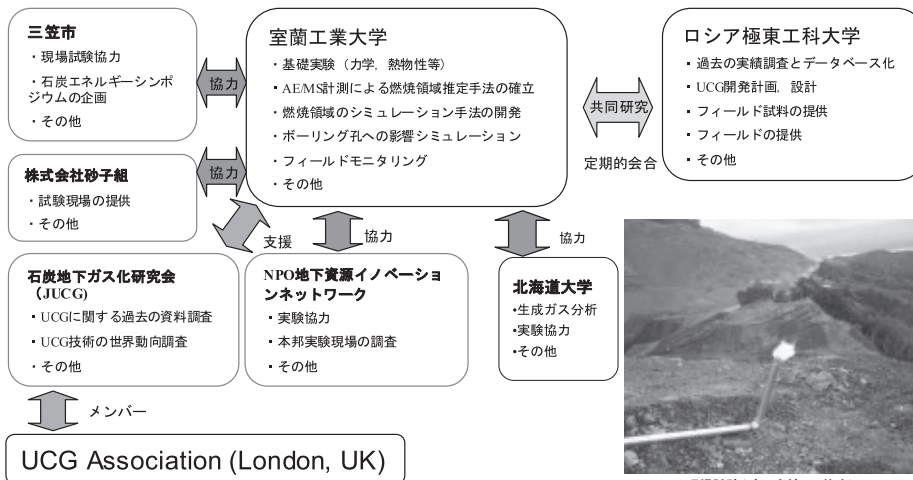 三笠市
・現場試験協力
・石炭エネルギーシンポ
ジウムの企画
・その他
協力
室蘭工業大学
・基礎実験（力学，熱物性等）
・AE/MS計測による燃焼領域推定手法の確立
・燃焼領域のシミュレーション手法の開発
・ボーリング孔への影響シミュレーション
・フィールドモニタリング
・その他
共同研究
定期的会合
ロシア極東工科大学
・過去の実績調査とデータベース化
・UCG開発計画，設計
・フィールド試料の提供
・フィールドの提供
・その他
株式会社砂子組
・試験現場の提供
・その他
協力
支援
協力
協力
石炭地下ガス化研究会
（JUCG）
・UCGに関する過去の資料調査
・UCG技術の世界動向調査
・その他
NPO地下資源イノベーショ
ンネットワーク
・実験協力
・本邦実験現場の調査
・その他
北海道大学
•生成ガス分析
•実験協力
•その他
メンバー
UCG Association (London, UK)